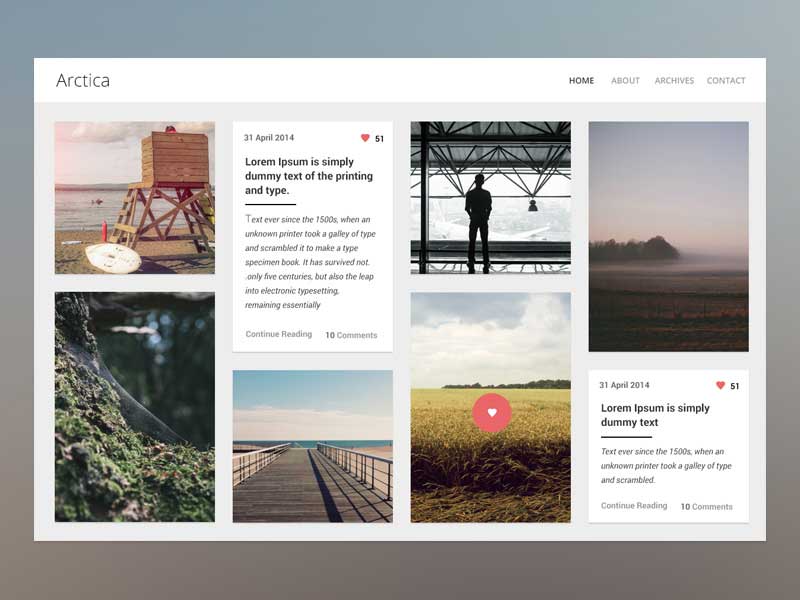 Arctica
HOME ABOUT ARCHIVES CONTACT
31 April 2014 51
Lorem Ipsum is simply
dummy text of the printing
and type.
Text ever since the 1500s, when an
unknown printer took a galley of type
and scrambled it to make a type
specimen book. It has survived not.
.only five centuries, but also the leap
into electronic typesetting,
remaining essentially
Continue Reading 10 Comments
31 April 2014 51
Lorem Ipsum is simply
dummy text
Text ever since the 1500s, when an
unknown printer took a galley of type
and scrambled.
Continue Reading 10 Comments